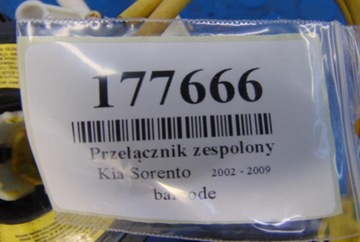 177666
Przełącznik zespolony
Kia Sorento 2002 - 2009
barcode